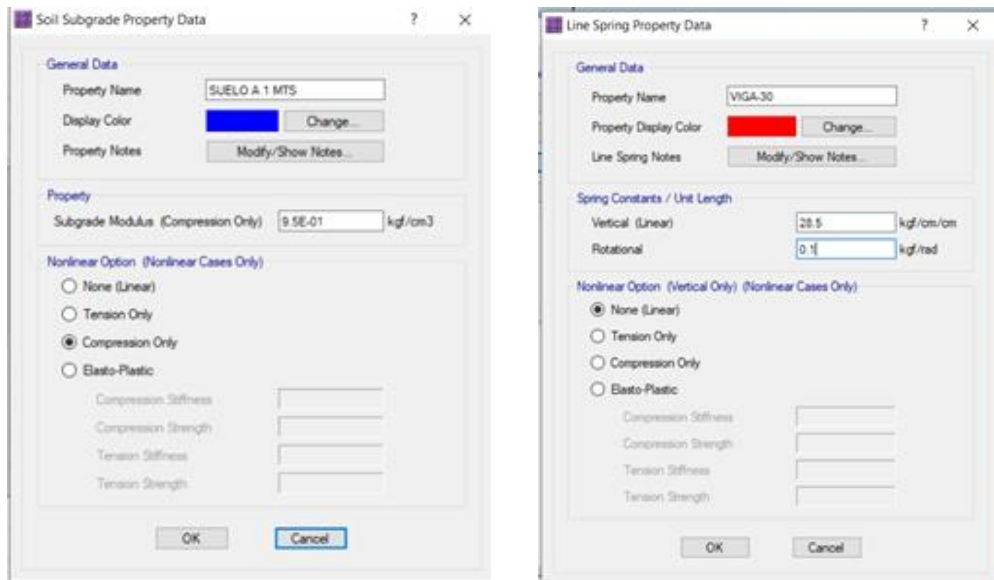 Soil Subgrade Property Data
General Data
Property Name SUELO A 1 MTS
Display Color Change...
Property Notes Modify/Show Notes...
Property
Subgrade Modulus (Compression Only) 9.5E-01 kgf/cm3
Nonlinear Option (Nonlinear Cases Only)
None (Linear)
Tension Only
Compression Only
Elasto-Plastic
Compression Stiffness
Compression Strength
Tension Stiffness
Tension Strength
OK Cancel
Line Spring Property Data
General Data
Property Name VIGA-30
Property Display Color Change...
Line Spring Notes Modify/Show Notes...
Spring Constants / Unit Length
Vertical (Linear) 28.5 kgf/cm/cm
Rotational 0.1 kgf/rad
Nonlinear Option (Vertical Only) (Nonlinear Cases Only)
None (Linear)
Tension Only
Compression Only
Elasto-Plastic
Compression Stiffness
Compression Strength
Tension Stiffness
Tension Strength
OK Cancel